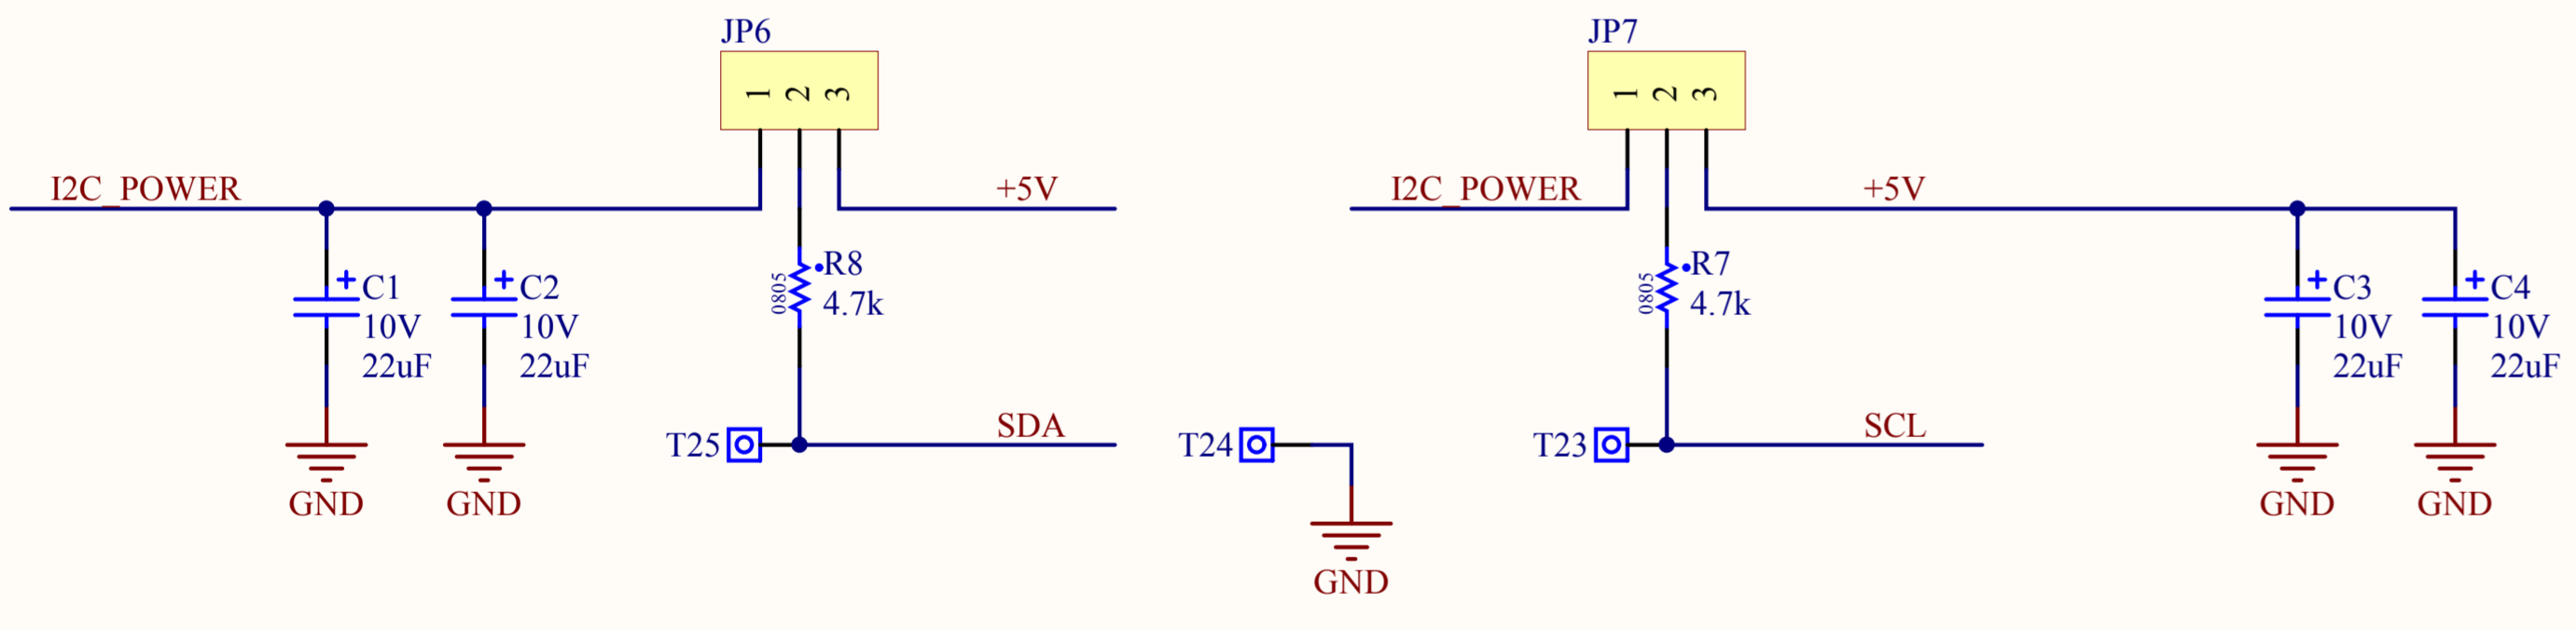 JP6
1
2
3
I2C_POWER
+5V
+ C1
10V
22uF
+ C2
10V
22uF
R8
4.7k
0805
T25
SDA
GND
GND
T24
GND
JP7
1
2
3
I2C_POWER
+5V
R7
4.7k
0805
T23
SCL
+ C3
10V
22uF
+ C4
10V
22uF
GND
GND